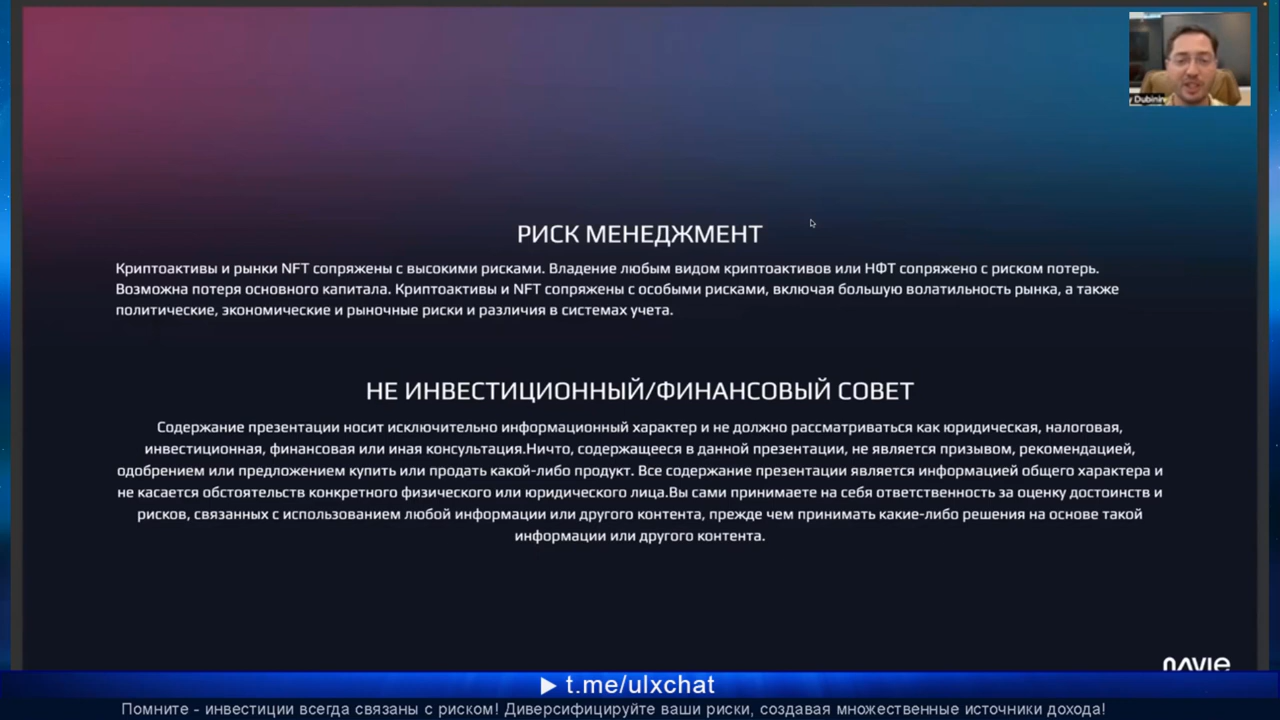 y Dubinin
РИСК МЕНЕДЖМЕНТ
Криптоактивы и рынки NFT сопряжены с высокими рисками. Владение любым видом криптоактивов или НФТ сопряжено с риском потерь.
Возможна потеря основного капитала. Криптоактивы и NFT сопряжены с особыми рисками, включая большую волатильность рынка, а также
политические, экономические и рыночные риски и различия в системах учета.
НЕ ИНВЕСТИЦИОННЫЙ/ФИНАНСОВЫЙ СОВЕТ
Содержание презентации носит исключительно информационный характер и не должно рассматриваться как юридическая, налоговая,
инвестиционная, финансовая или иная консультация.Ничто, содержащееся в данной презентации, не является призывом, рекомендацией,
одобрением или предложением купить или продать какой-либо продукт. Все содержание презентации является информацией общего характера и
не касается обстоятельств конкретного физического или юридического лица.Вы сами принимаете на себя ответственность за оценку достоинств и
рисков, связанных с использованием любой информации или другого контента, прежде чем принимать какие-либо решения на основе такой
информации или другого контента.
NAVIE
t.me/ulxchat
Помните - инвестиции всегда связаны с риском! Диверсифицируйте ваши риски, создавая множественные источники дохода!